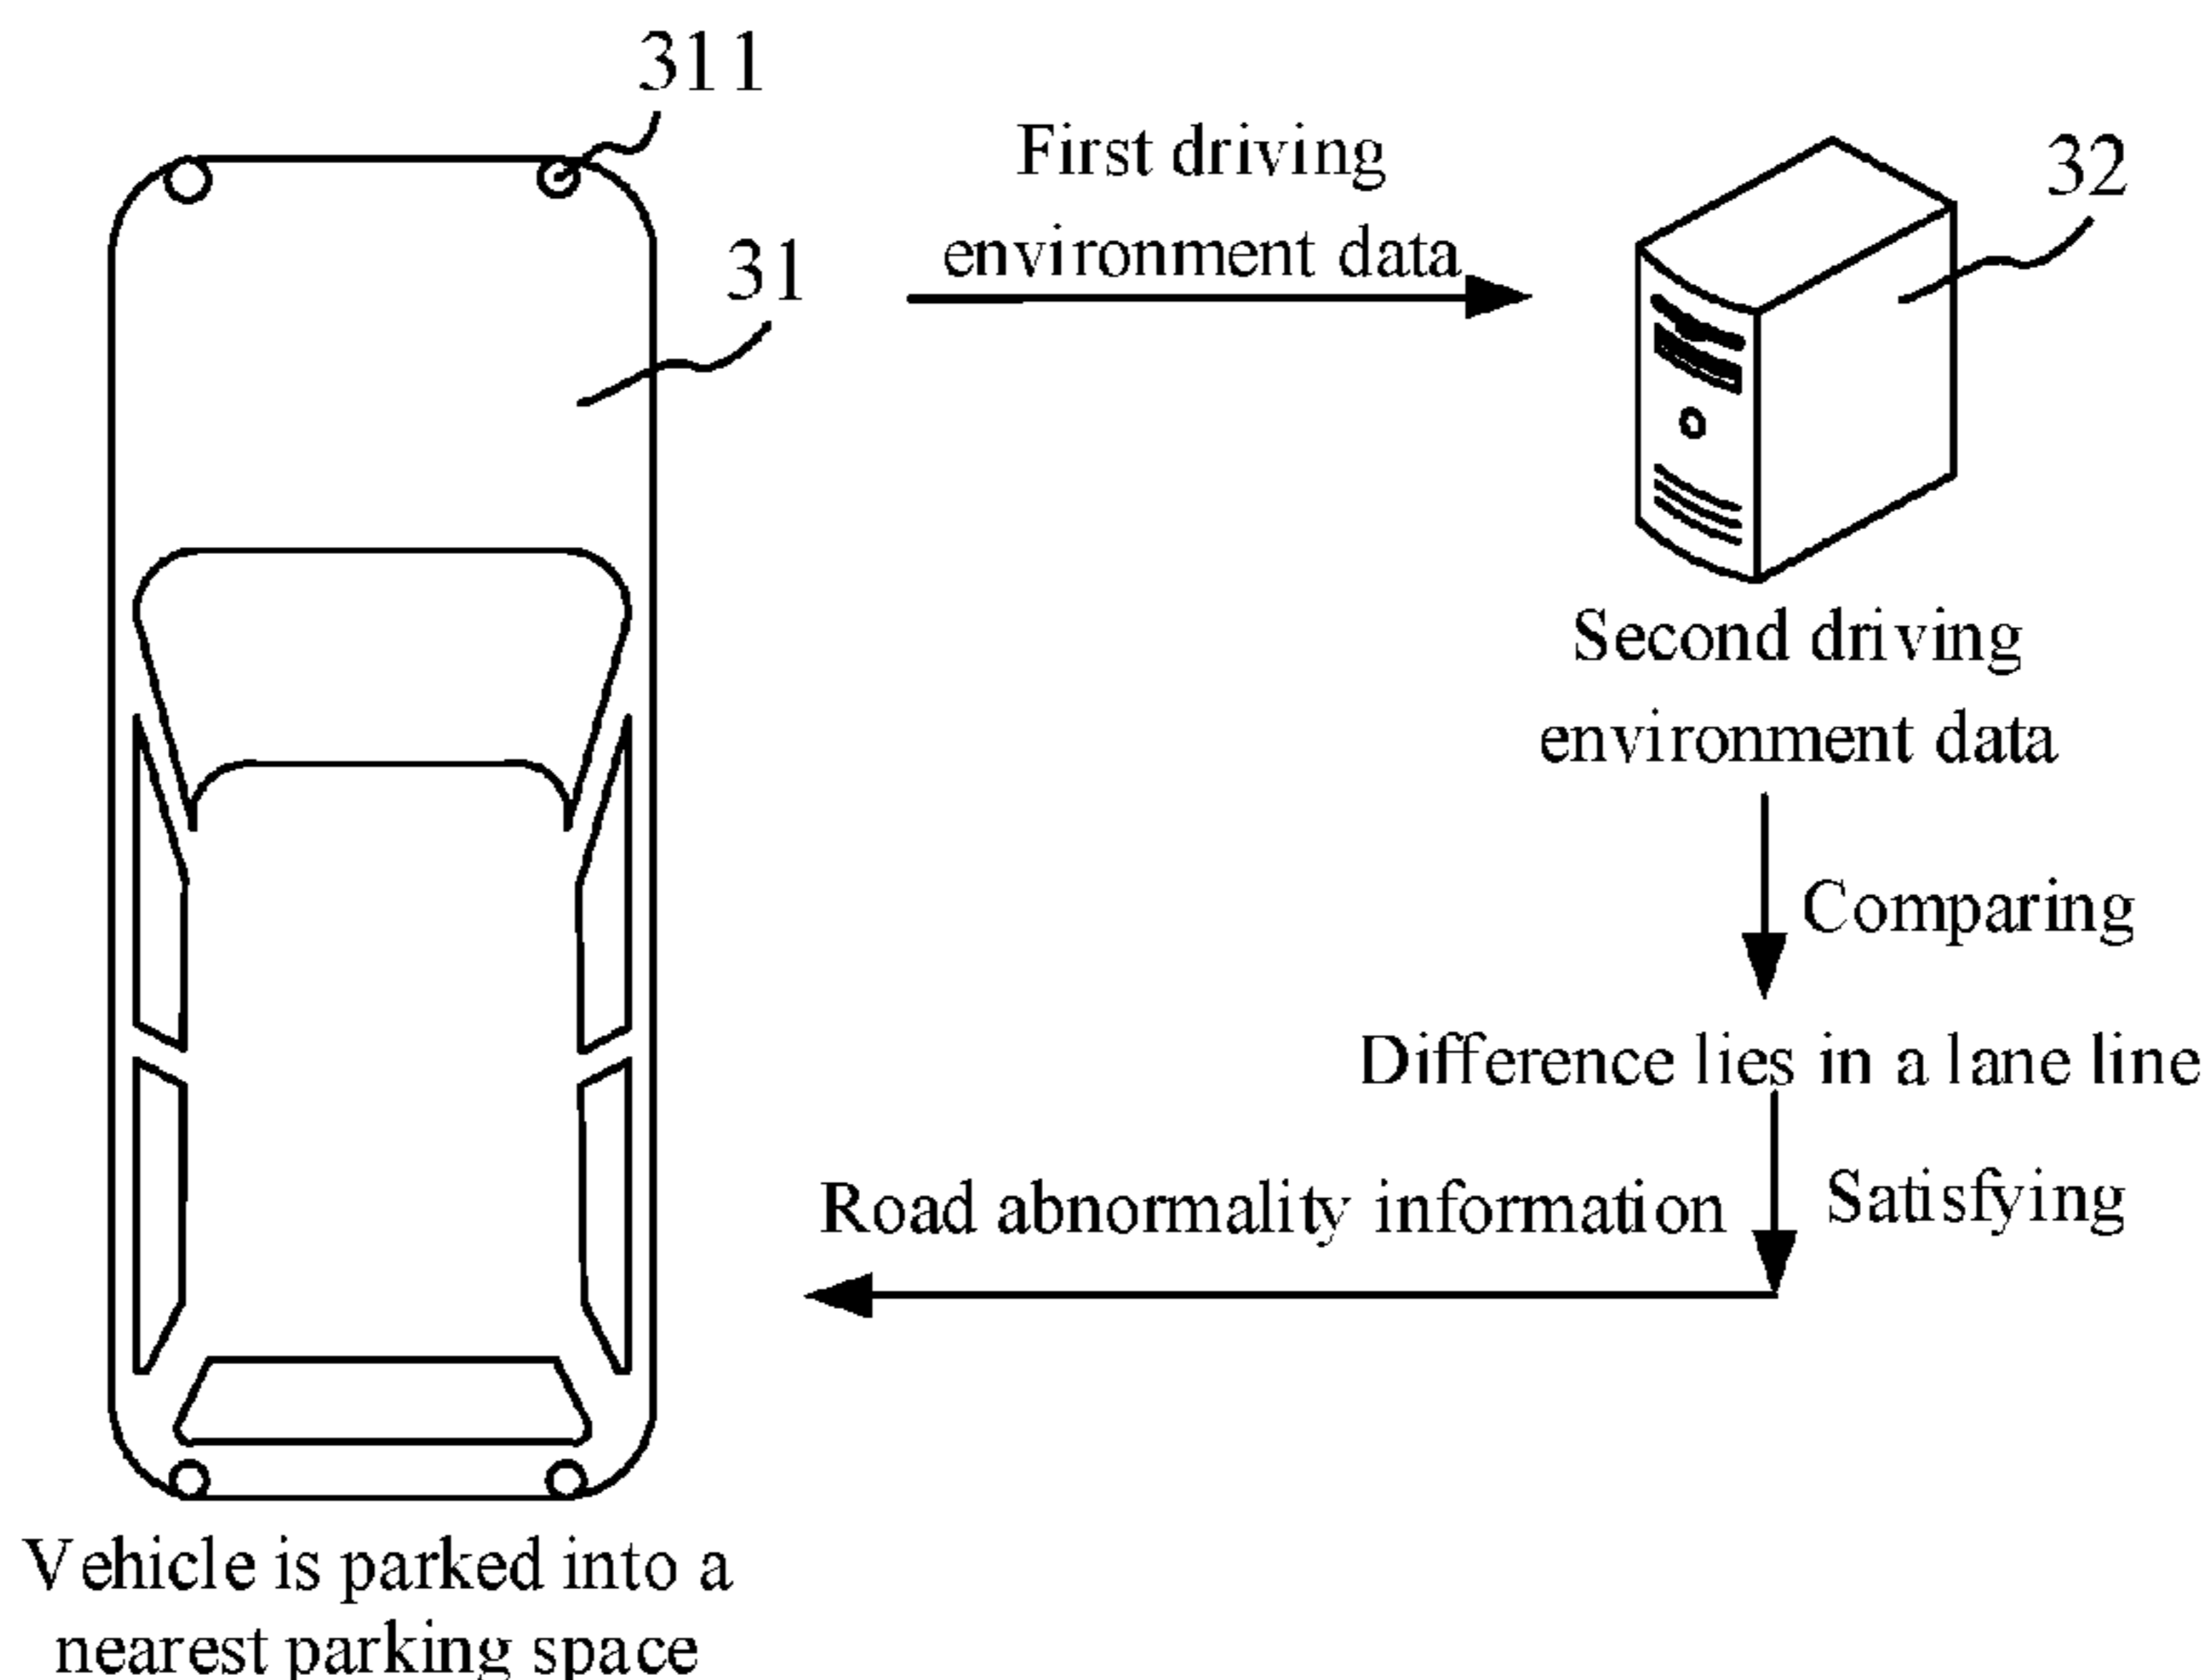 311
First driving
environment data
32
31
Second driving
environment data
Comparing
Difference lies in a lane line
Satisfying
Road abnormality information
Vehicle is parked into a
nearest parking space